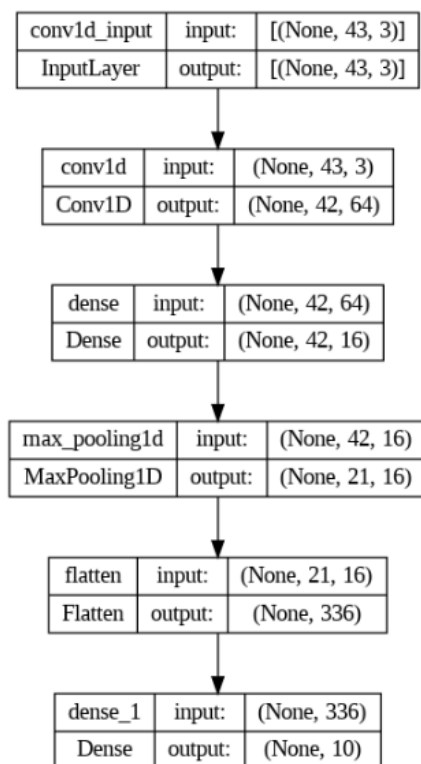 conv1d_input input: [(None, 43, 3)]
InputLayer output: [(None, 43, 3)]
conv1d input: (None, 43, 3)
Conv1D output: (None, 42, 64)
dense input: (None, 42, 64)
Dense output: (None, 42, 16)
max_pooling1d input: (None, 42, 16)
MaxPooling1D output: (None, 21, 16)
flatten input: (None, 21, 16)
Flatten output: (None, 336)
dense_1 input: (None, 336)
Dense output: (None, 10)